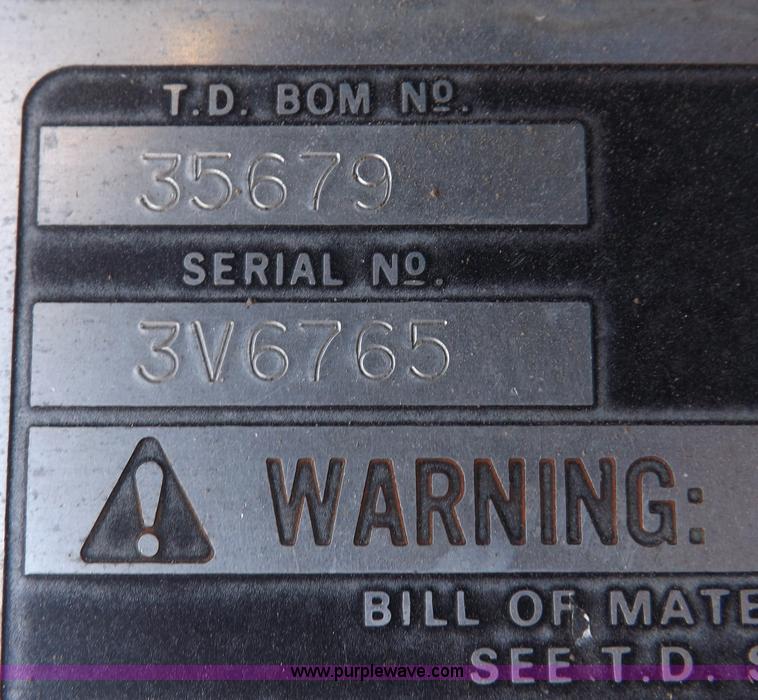 T.D. BOM Nº.
35679
SERIAL Nº.
3V6765
WARNING:
BILL OF MATE
SEE T.D. S
www.purplewave.com